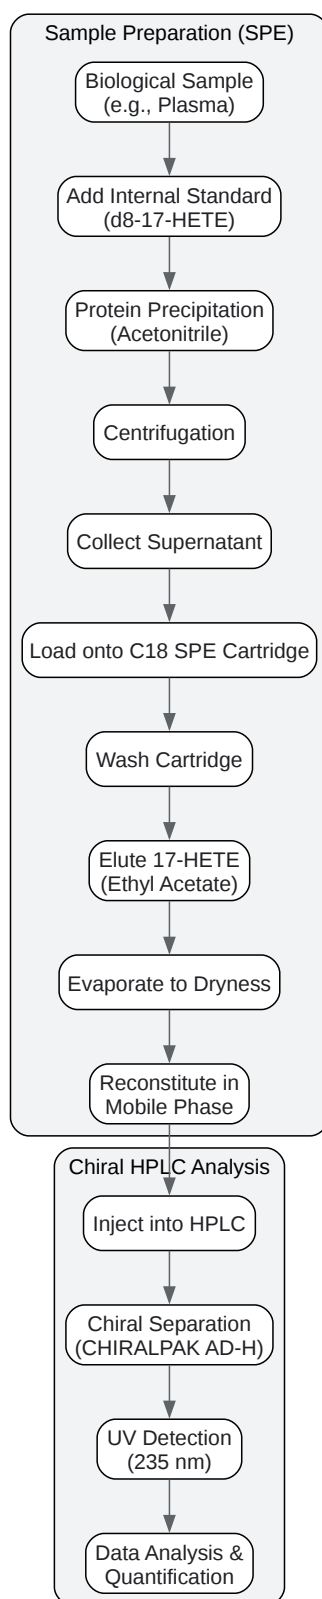 Sample Preparation (SPE)
Biological Sample
(e.g., Plasma)
Add Internal Standard
(d8-17-HETE)
Protein Precipitation
(Acetonitrile)
Centrifugation
Collect Supernatant
Load onto C18 SPE Cartridge
Wash Cartridge
Elute 17-HETE
(Ethyl Acetate)
Evaporate to Dryness
Reconstitute in
Mobile Phase
Chiral HPLC Analysis
Inject into HPLC
Chiral Separation
(CHIRALPAK AD-H)
UV Detection
(235 nm)
Data Analysis &
Quantification